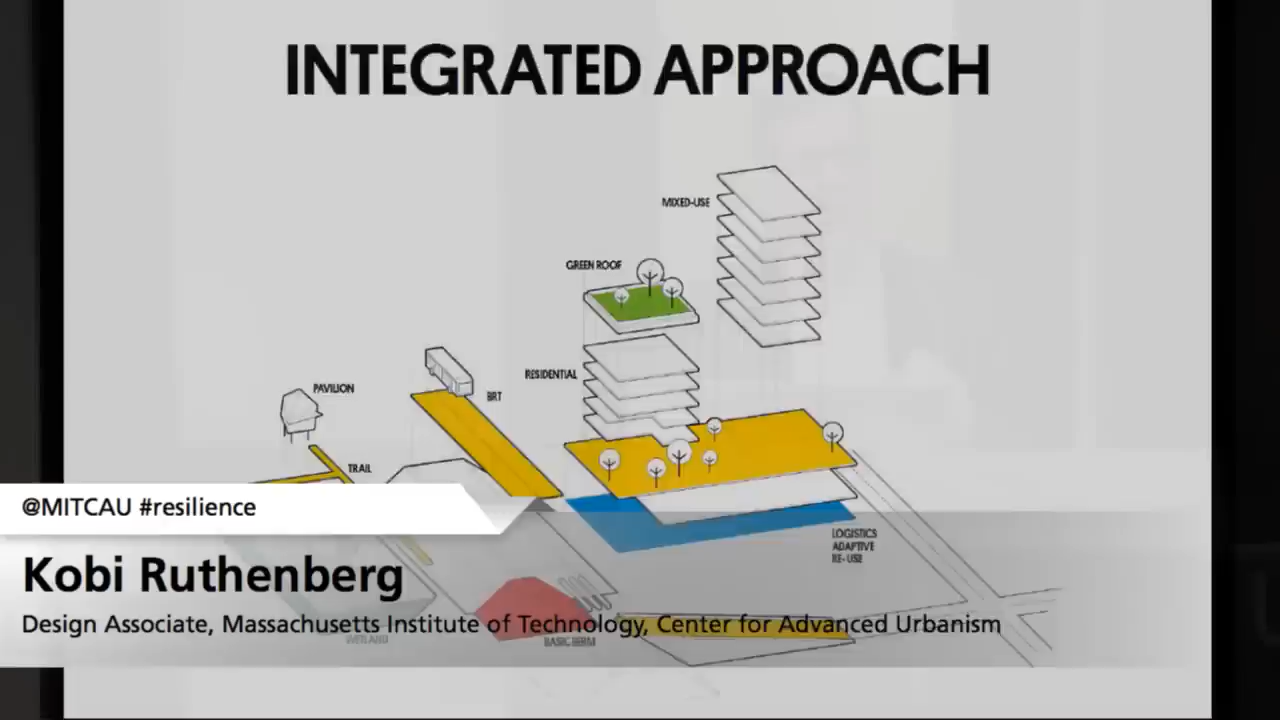 INTEGRATED APPROACH
MIXED-USE
GREEN ROOF
RESIDENTIAL
PAVILION
BRT
TRAIL
@MITCAU #resilience
LOGISTICS
ADAPTIVE
RE-USE
Kobi Ruthenberg
Design Associate, Massachusetts Institute of Technology, Center for Advanced Urbanism
WETLAND
BASIC BERM